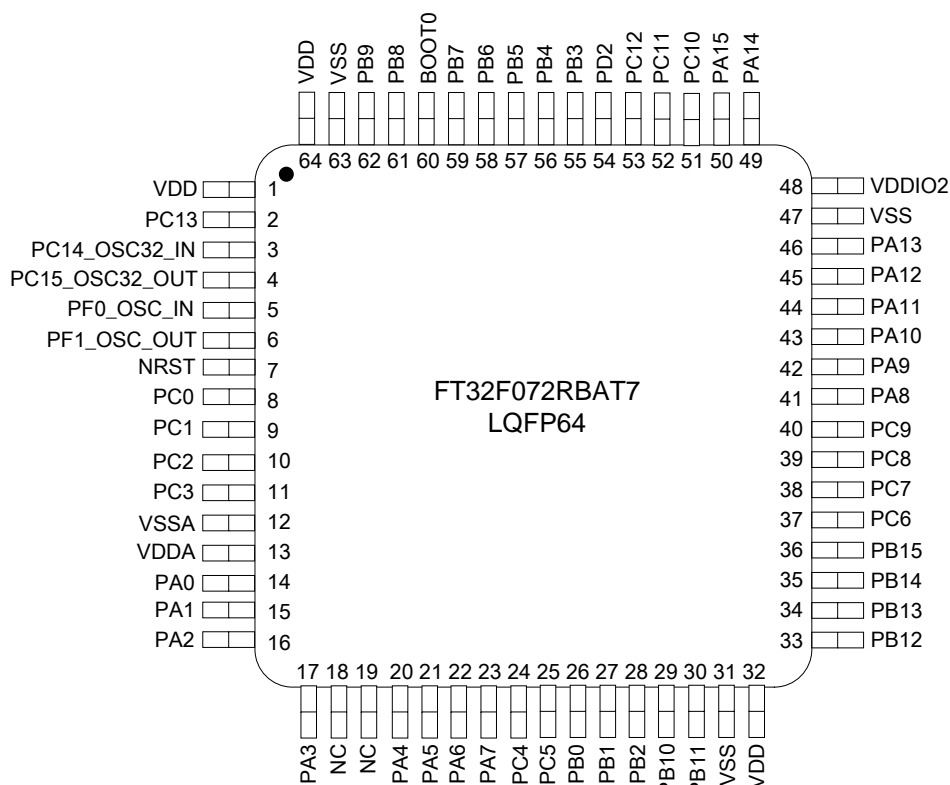 VDD
VSS
PB9
PB8
BOOT0
PB7
PB6
PB5
PB4
PB3
PD2
PC12
PC11
PC10
PA15
PA14
64 63 62 61 60 59 58 57 56 55 54 53 52 51 50 49
VDD 1
PC13 2
PC14_OSC32_IN 3
PC15_OSC32_OUT 4
PF0_OSC_IN 5
PF1_OSC_OUT 6
NRST 7
PC0 8
PC1 9
PC2 10
PC3 11
VSSA 12
VDDA 13
PA0 14
PA1 15
PA2 16
FT32F072RBAT7
LQFP64
48 VDDIO2
47 VSS
46 PA13
45 PA12
44 PA11
43 PA10
42 PA9
41 PA8
40 PC9
39 PC8
38 PC7
37 PC6
36 PB15
35 PB14
34 PB13
33 PB12
17 18 19 20 21 22 23 24 25 26 27 28 29 30 31 32
PA3
NC
NC
PA4
PA5
PA6
PA7
PC4
PC5
PB0
PB1
PB2
PB10
PB11
VSS
VDD